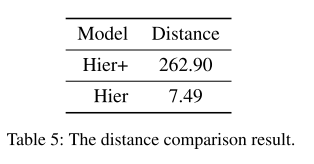 Model Distance
Hier+ 262.90
Hier 7.49
Table 5: The distance comparison result.